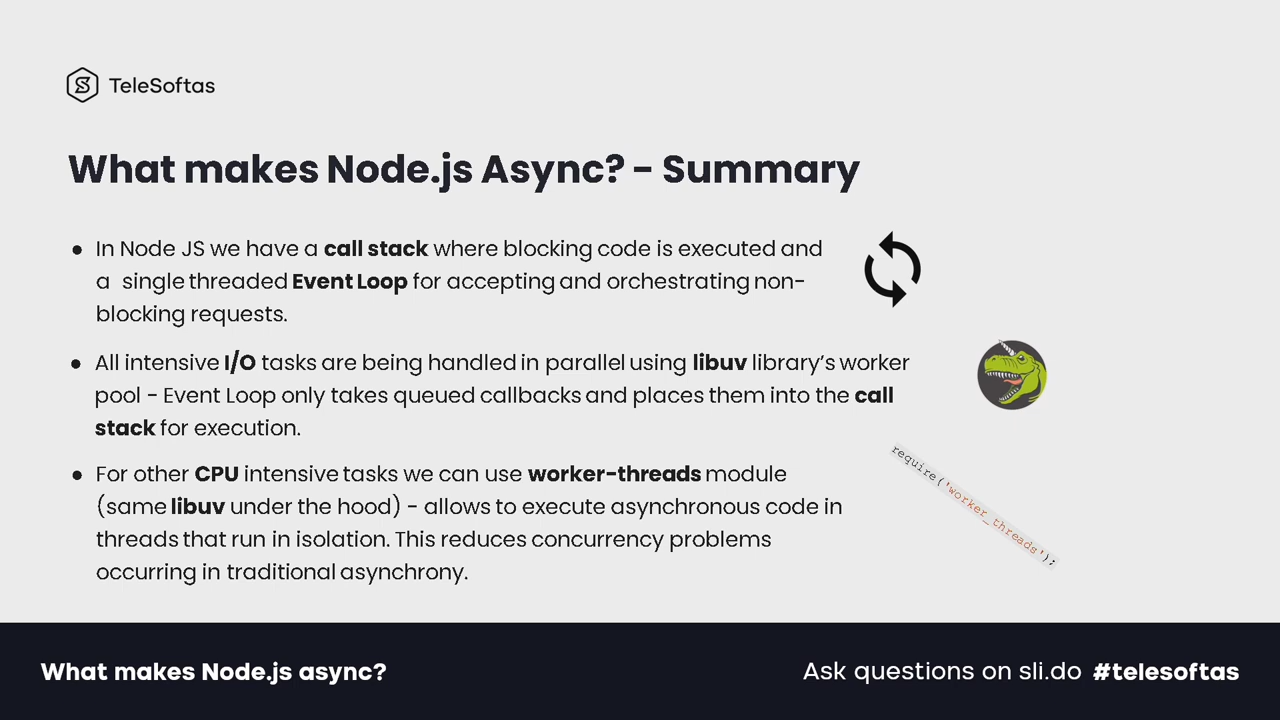 TeleSoftas
What makes Node.js Async? - Summary
● In Node JS we have a call stack where blocking code is executed and
a single threaded Event Loop for accepting and orchestrating non-
blocking requests.
● All intensive I/O tasks are being handled in parallel using libuv library's worker
pool - Event Loop only takes queued callbacks and places them into the call
stack for execution.
● For other CPU intensive tasks we can use worker-threads module
(same libuv under the hood) - allows to execute asynchronous code in
threads that run in isolation. This reduces concurrency problems
occurring in traditional asynchrony.
require('worker_threads');
What makes Node.js async?
Ask questions on sli.do #telesoftas